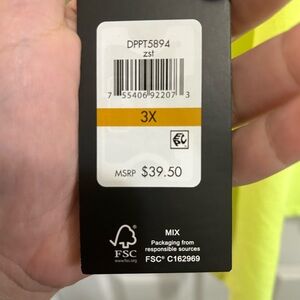 DPPT5894
zst
7 55406 92207 3
3X
MSRP $39.50
FSC
www.fsc.org
MIX
Packaging from
responsible sources
FSC® C162969